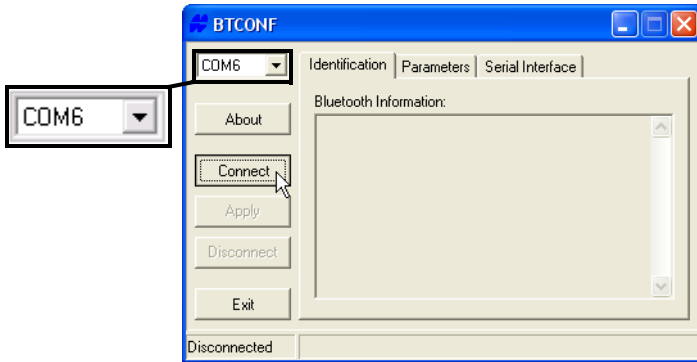 BTCONF
COM6
Identification
Parameters
Serial Interface
COM6
Bluetooth Information:
About
Connect
Apply
Disconnect
Exit
Disconnected